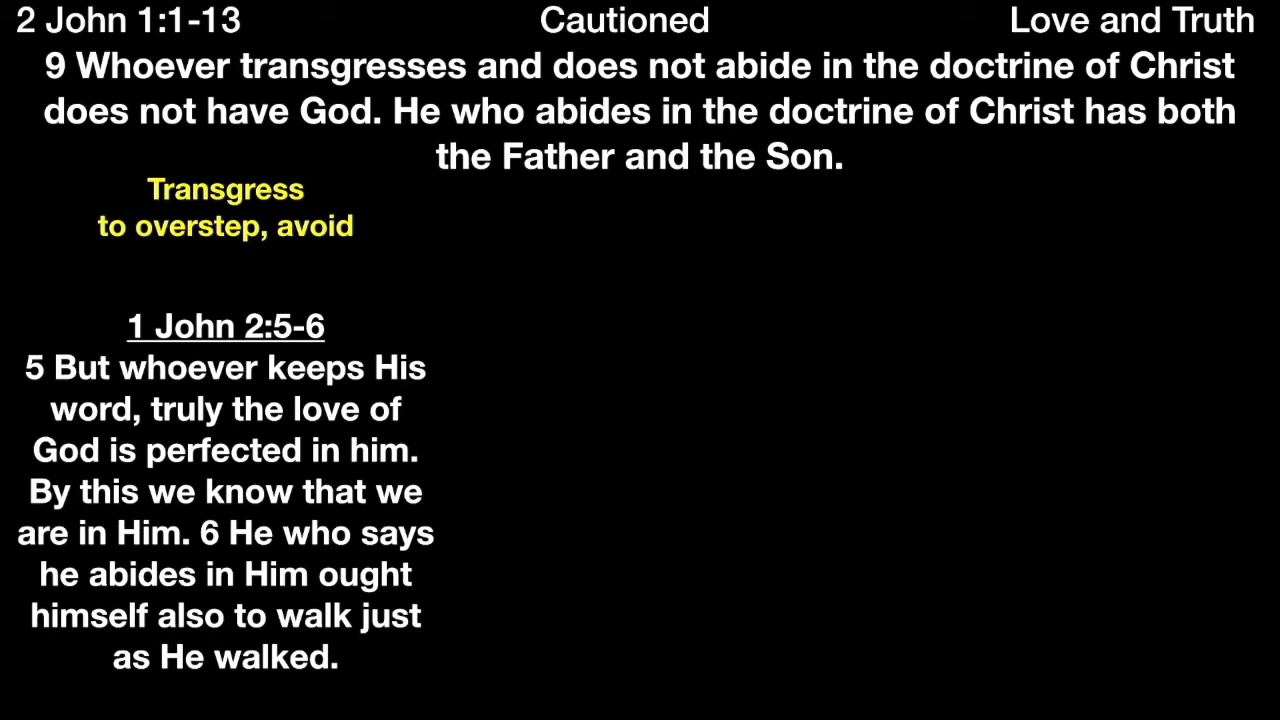 2 John 1:1-13 Cautioned Love and Truth
9 Whoever transgresses and does not abide in the doctrine of Christ
does not have God. He who abides in the doctrine of Christ has both
the Father and the Son.
Transgress
to overstep, avoid
1 John 2:5-6
5 But whoever keeps His
word, truly the love of
God is perfected in him.
By this we know that we
are in Him. 6 He who says
he abides in Him ought
himself also to walk just
as He walked.